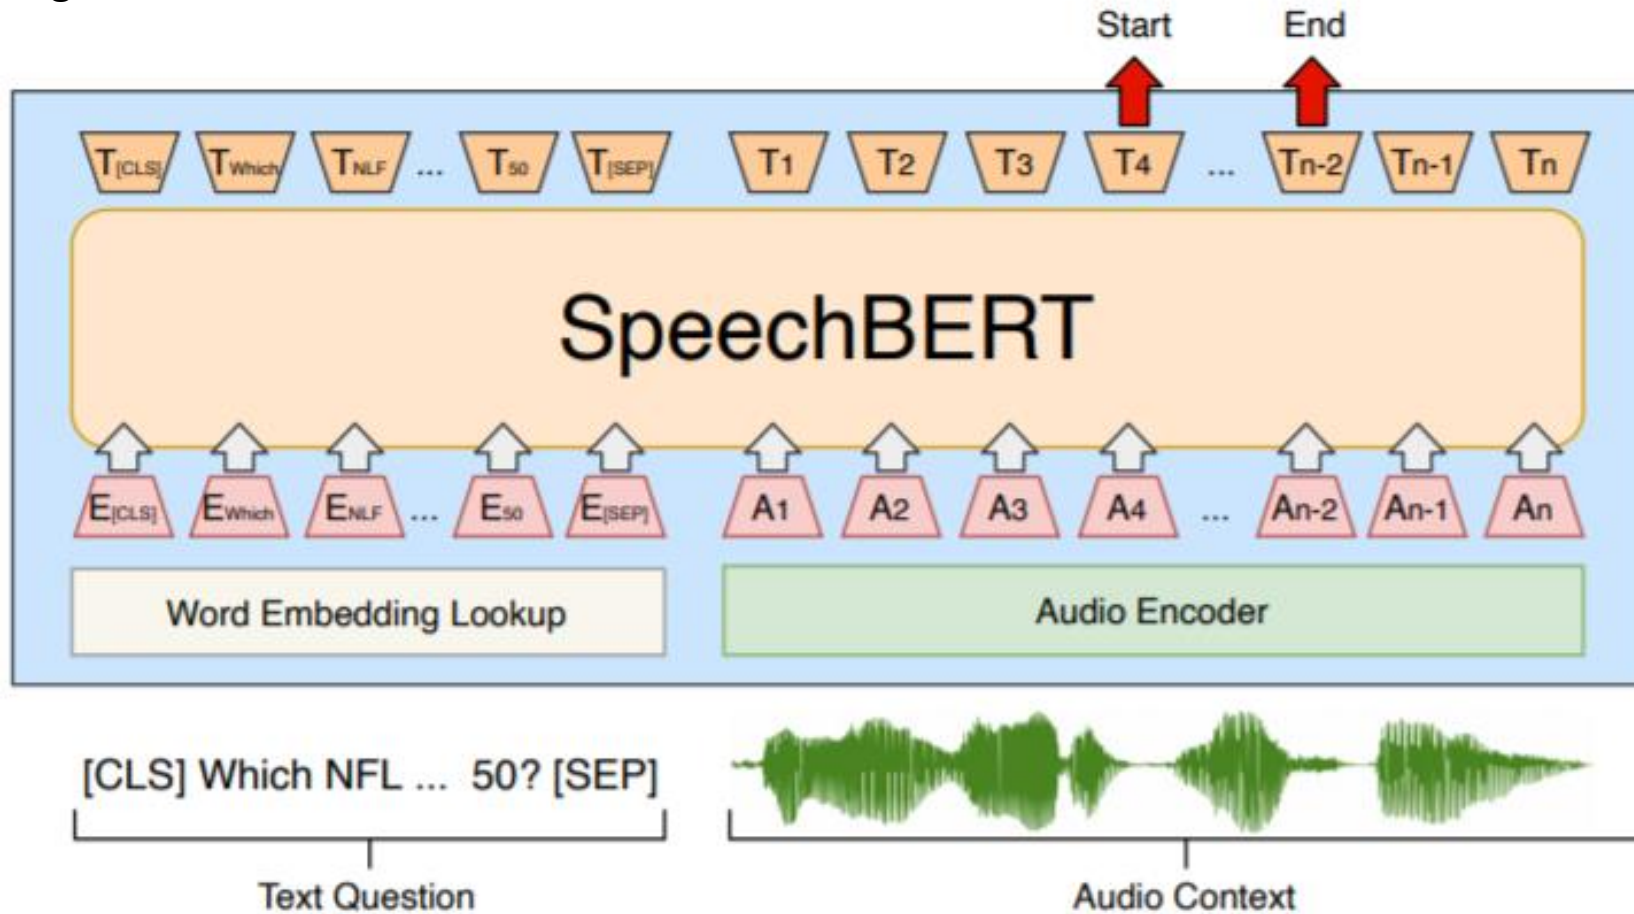 Start End
T[CLS] TWhich TNLF ... T50 T[SEP] T1 T2 T3 T4 ... Tn-2 Tn-1 Tn
SpeechBERT
E[CLS] EWhich ENLF ... E50 E[SEP] A1 A2 A3 A4 ... An-2 An-1 An
Word Embedding Lookup Audio Encoder
[CLS] Which NFL ... 50? [SEP]
Text Question Audio Context